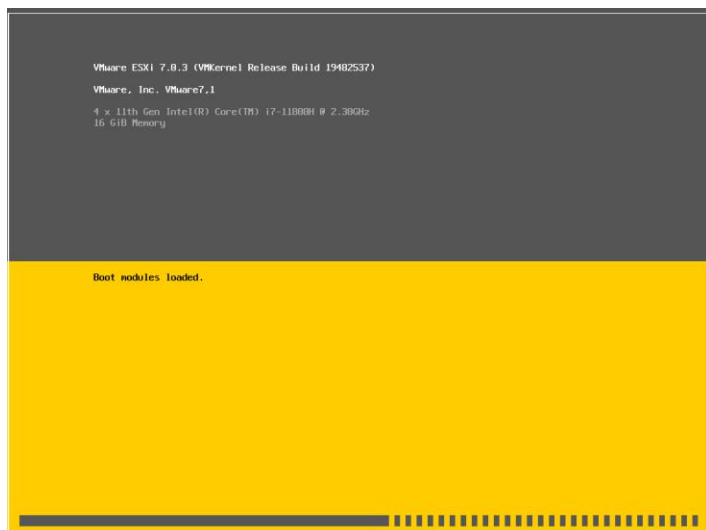 VMware ESXi 7.0.3 (VMKernel Release Build 19482537)
VMware, Inc. VMware7,1
4 x 11th Gen Intel(R) Core(TM) i7-11800H @ 2.30GHz
16 GiB Memory
Boot modules loaded.